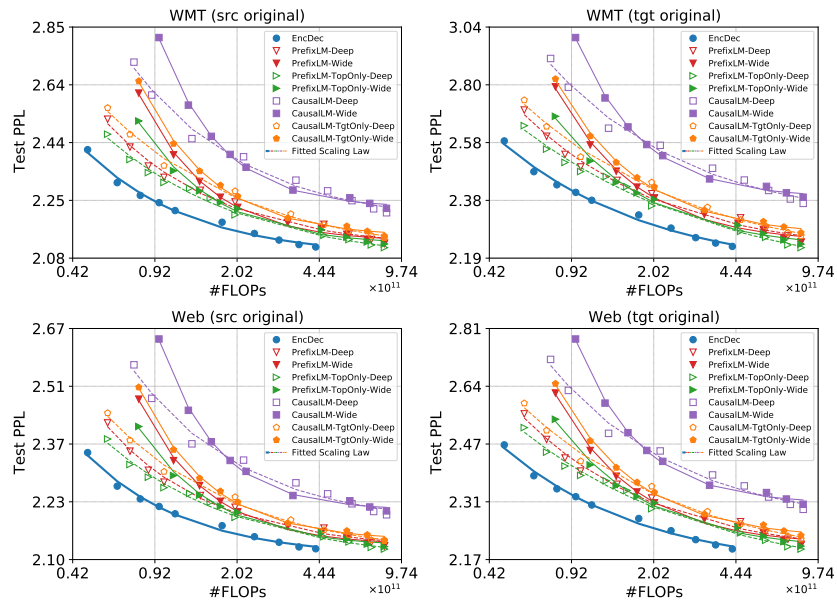 WMT (src original)
Test PPL
2.85
2.64
2.44
2.25
2.08
0.42
0.92
2.02
4.44
9.74
#FLOPs
×10¹¹
EncDec
PrefixLM-Deep
PrefixLM-Wide
PrefixLM-TopOnly-Deep
PrefixLM-TopOnly-Wide
CausalLM-Deep
CausalLM-Wide
CausalLM-TgtOnly-Deep
CausalLM-TgtOnly-Wide
Fitted Scaling Law
WMT (tgt original)
Test PPL
3.04
2.80
2.58
2.38
2.19
0.42
0.92
2.02
4.44
9.74
#FLOPs
×10¹¹
EncDec
PrefixLM-Deep
PrefixLM-Wide
PrefixLM-TopOnly-Deep
PrefixLM-TopOnly-Wide
CausalLM-Deep
CausalLM-Wide
CausalLM-TgtOnly-Deep
CausalLM-TgtOnly-Wide
Fitted Scaling Law
Web (src original)
Test PPL
2.67
2.51
2.37
2.23
2.10
0.42
0.92
2.02
4.44
9.74
#FLOPs
×10¹¹
EncDec
PrefixLM-Deep
PrefixLM-Wide
PrefixLM-TopOnly-Deep
PrefixLM-TopOnly-Wide
CausalLM-Deep
CausalLM-Wide
CausalLM-TgtOnly-Deep
CausalLM-TgtOnly-Wide
Fitted Scaling Law
Web (tgt original)
Test PPL
2.81
2.64
2.47
2.31
2.17
0.42
0.92
2.02
4.44
9.74
#FLOPs
×10¹¹
EncDec
PrefixLM-Deep
PrefixLM-Wide
PrefixLM-TopOnly-Deep
PrefixLM-TopOnly-Wide
CausalLM-Deep
CausalLM-Wide
CausalLM-TgtOnly-Deep
CausalLM-TgtOnly-Wide
Fitted Scaling Law